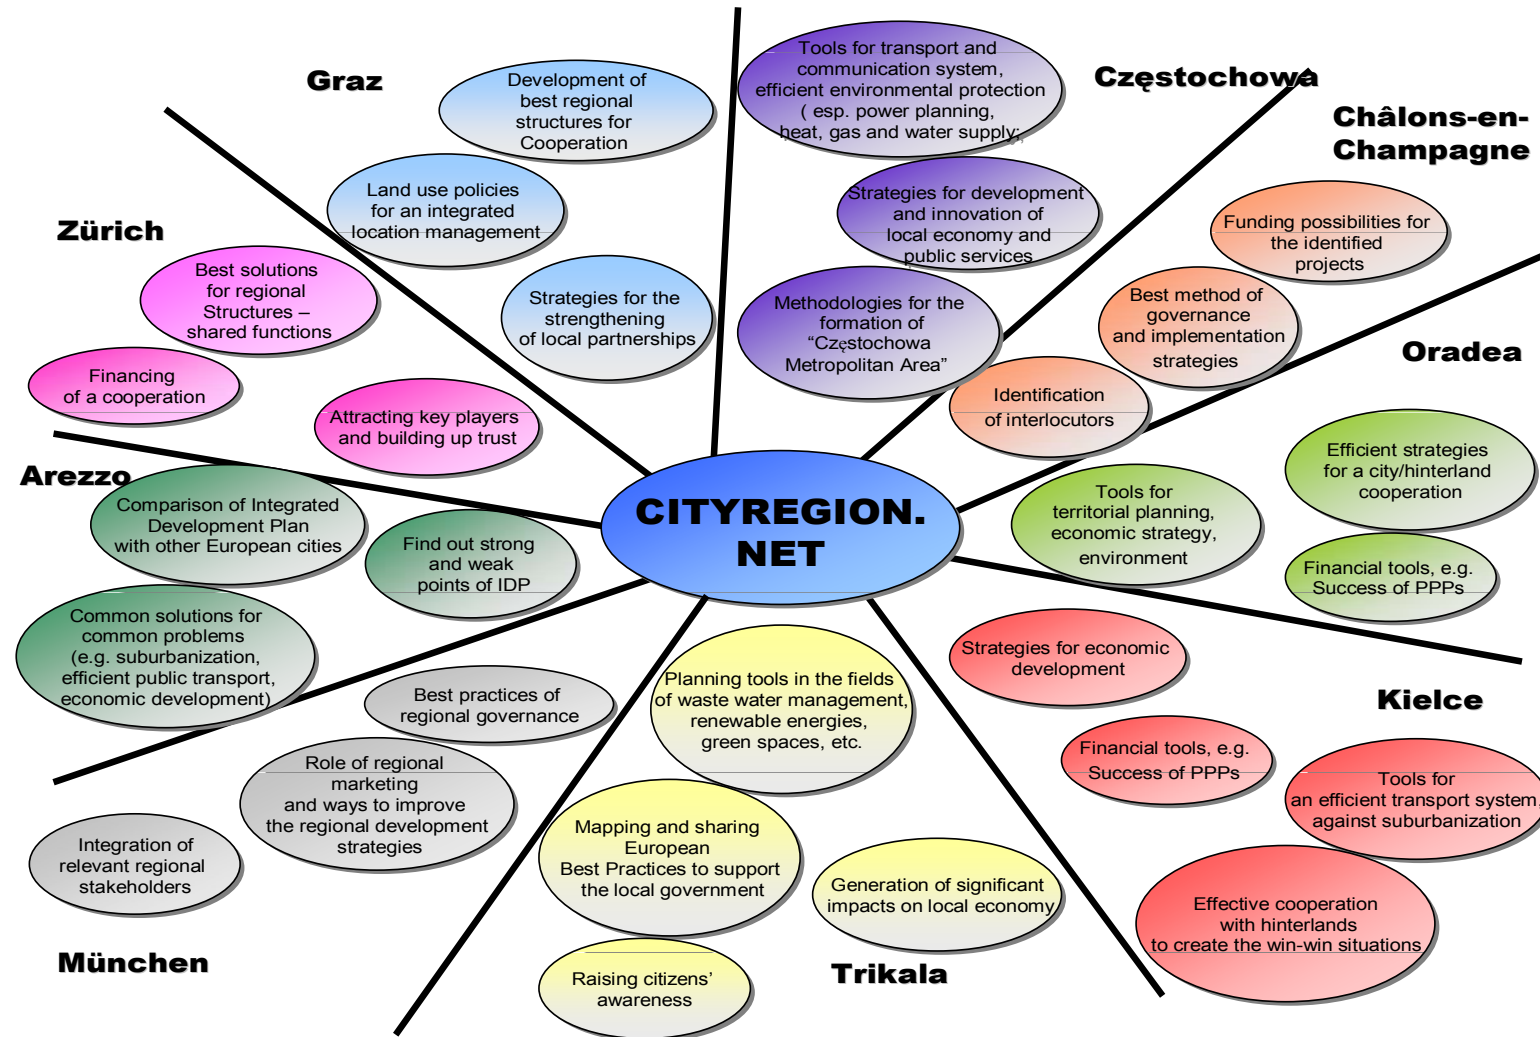 Graz
Development of
best regional
structures for
Cooperation
Land use policies
for an integrated
location management
Strategies for the
strengthening
of local partnerships
Tools for transport and
communication system,
efficient environmental protection
( esp. power planning,
heat, gas and water supply;,
Strategies for development
and innovation of
local economy and
public services
Methodologies for the
formation of
“Częstochowa
Metropolitan Area”
Częstochowa
Châlons-en-
Champagne
Funding possibilities for
the identified
projects
Best method of
governance
and implementation
strategies
Identification
of interlocutors
Oradea
Efficient strategies
for a city/hinterland
cooperation
Tools for
territorial planning,
economic strategy,
environment
Financial tools, e.g.
Success of PPPs
Zürich
Best solutions
for regional
Structures –
shared functions
Financing
of a cooperation
Attracting key players
and building up trust
CITYREGION.
NET
Arezzo
Comparison of Integrated
Development Plan
with other European cities
Find out strong
and weak
points of IDP
Common solutions for
common problems
(e.g. suburbanization,
efficient public transport,
economic development)
Best practices of
regional governance
Role of regional
marketing
and ways to improve
the regional development
strategies
Integration of
relevant regional
stakeholders
München
Planning tools in the fields
of waste water management,
renewable energies,
green spaces, etc.
Mapping and sharing
European
Best Practices to support
the local government
Generation of significant
impacts on local economy
Raising citizens’
awareness
Trikala
Strategies for economic
development
Kielce
Financial tools, e.g.
Success of PPPs
Tools for
an efficient transport system,
against suburbanization
Effective cooperation
with hinterlands
to create the win-win situations